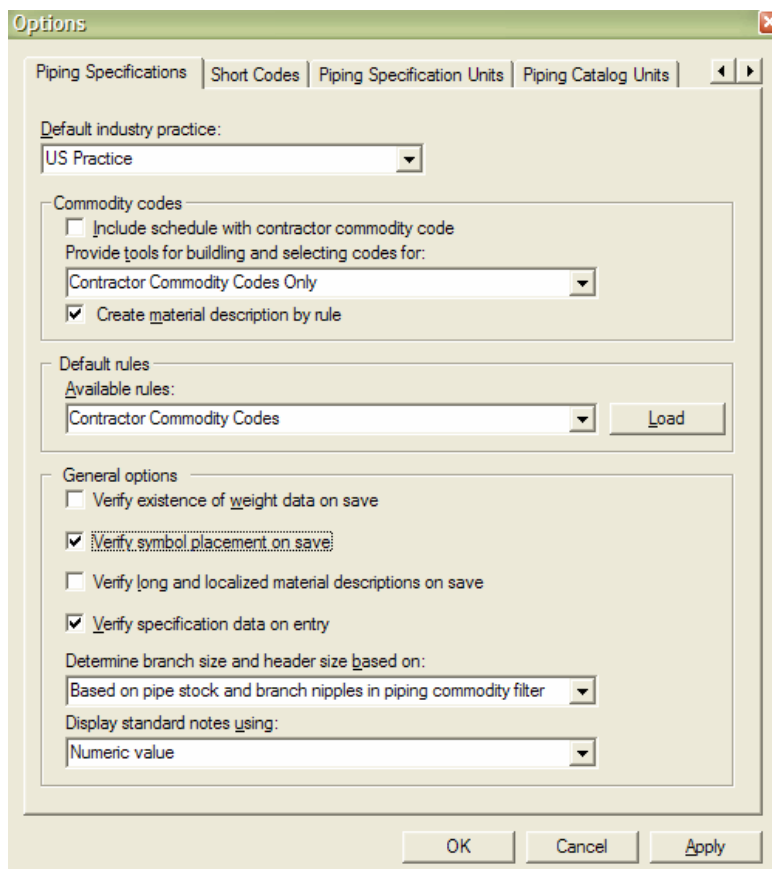 Options
Piping Specifications Short Codes Piping Specification Units Piping Catalog Units
Default industry practice:
US Practice
Commodity codes
Include schedule with contractor commodity code
Provide tools for buildling and selecting codes for:
Contractor Commodity Codes Only
Create material description by rule
Default rules
Available rules:
Contractor Commodity Codes Load
General options
Verify existence of weight data on save
Verify symbol placement on save
Verify long and localized material descriptions on save
Verify specification data on entry
Determine branch size and header size based on:
Based on pipe stock and branch nipples in piping commodity filter
Display standard notes using:
Numeric value
OK Cancel Apply